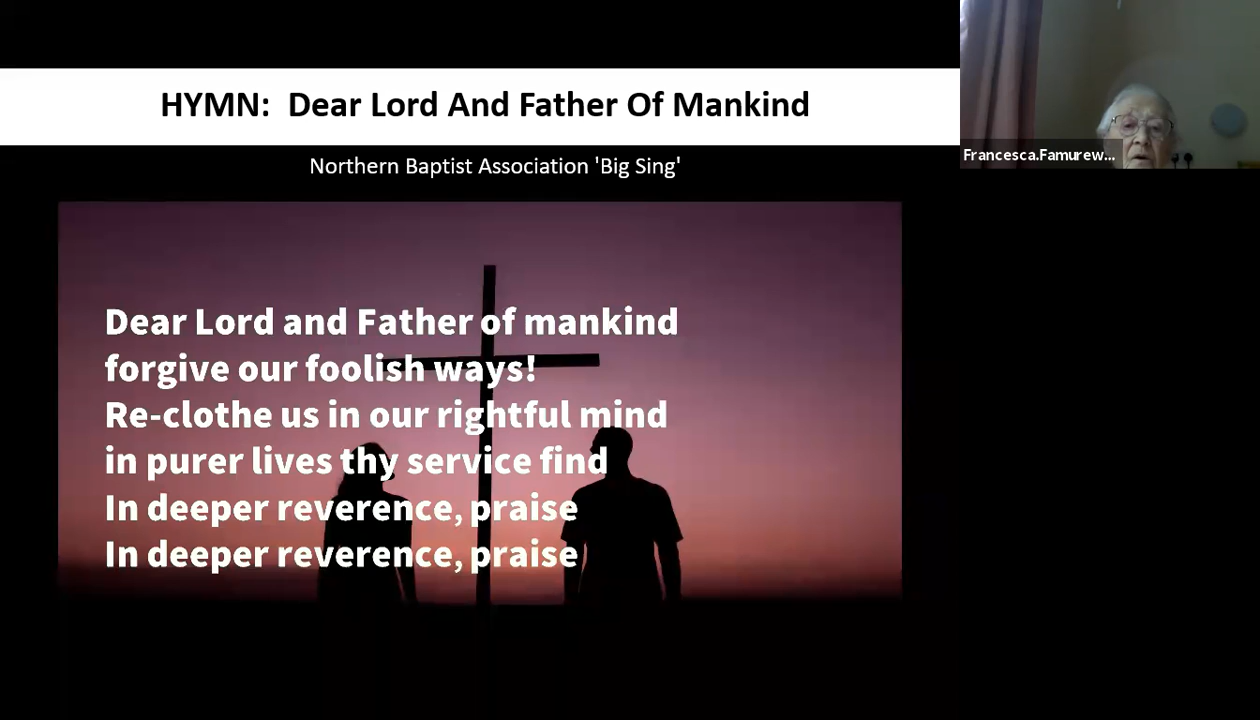 HYMN:  Dear Lord And Father Of Mankind
Northern Baptist Association 'Big Sing'
Francesca.Famurew...
Dear Lord and Father of mankind
forgive our foolish ways!
Re-clothe us in our rightful mind
in purer lives thy service find
In deeper reverence, praise
In deeper reverence, praise